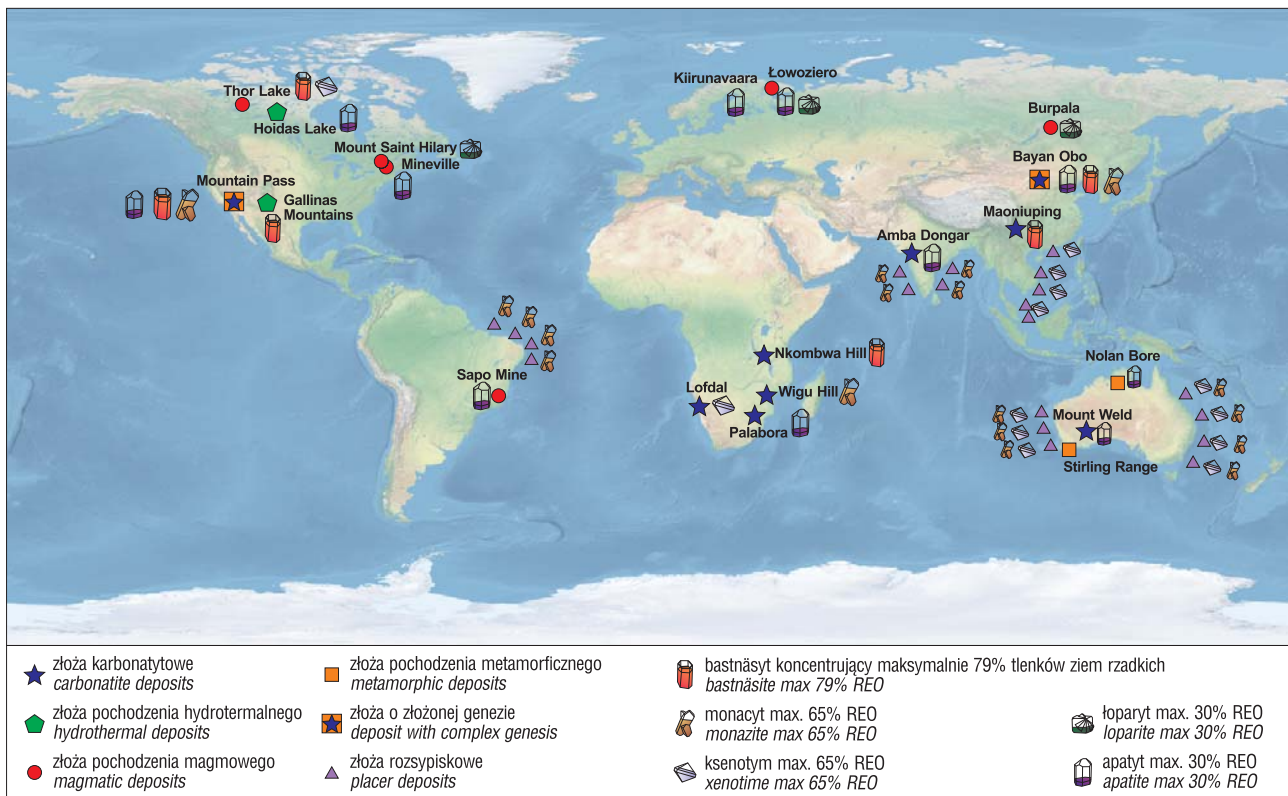 Thor Lake
Hoidas Lake
Mount Saint Hilary
Mineville
Mountain Pass
Gallinas
Mountains
Kiirunavaara
Łowoziero
Burpala
Bayan Obo
Maoniuping
Amba Dongar
Sapo Mine
Nkombwa Hill
Lofdal
Wigu Hill
Palabora
Nolan Bore
Mount Weld
Stirling Range
złoża karbonatytowe
carbonatite deposits
złoża pochodzenia hydrotermalnego
hydrothermal deposits
złoża pochodzenia magmowego
magmatic deposits
złoża pochodzenia metamorficznego
metamorphic deposits
złoża o złożonej genezie
deposit with complex genesis
złoża rozsypiskowe
placer deposits
bastnäsyt koncentrujący maksymalnie 79% tlenków ziem rzadkich
bastnäsite max 79% REO
monacyt max. 65% REO
monazite max 65% REO
ksenotym max. 65% REO
xenotime max 65% REO
łoparyt max. 30% REO
loparite max 30% REO
apatyt max. 30% REO
apatite max 30% REO